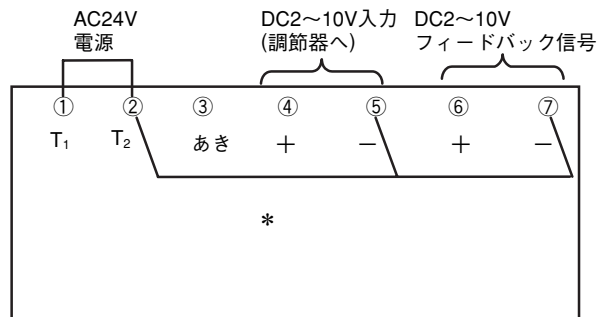 AC24V
電源
DC2～10V入力
(調節器へ)
DC2～10V
フィードバック信号
① ② ③ ④ ⑤ ⑥ ⑦
T₁ T₂ あき + − + −
*